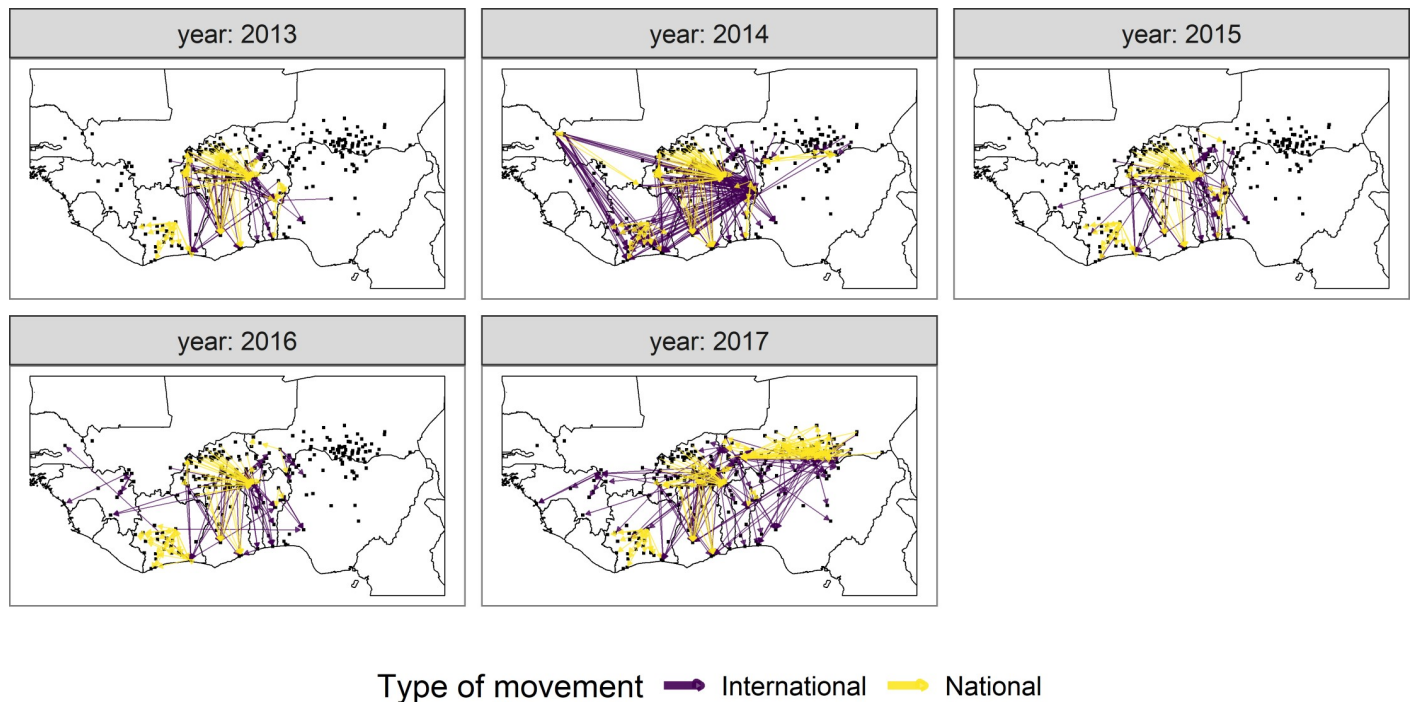 year: 2013
year: 2014
year: 2015
year: 2016
year: 2017
Type of movement International National